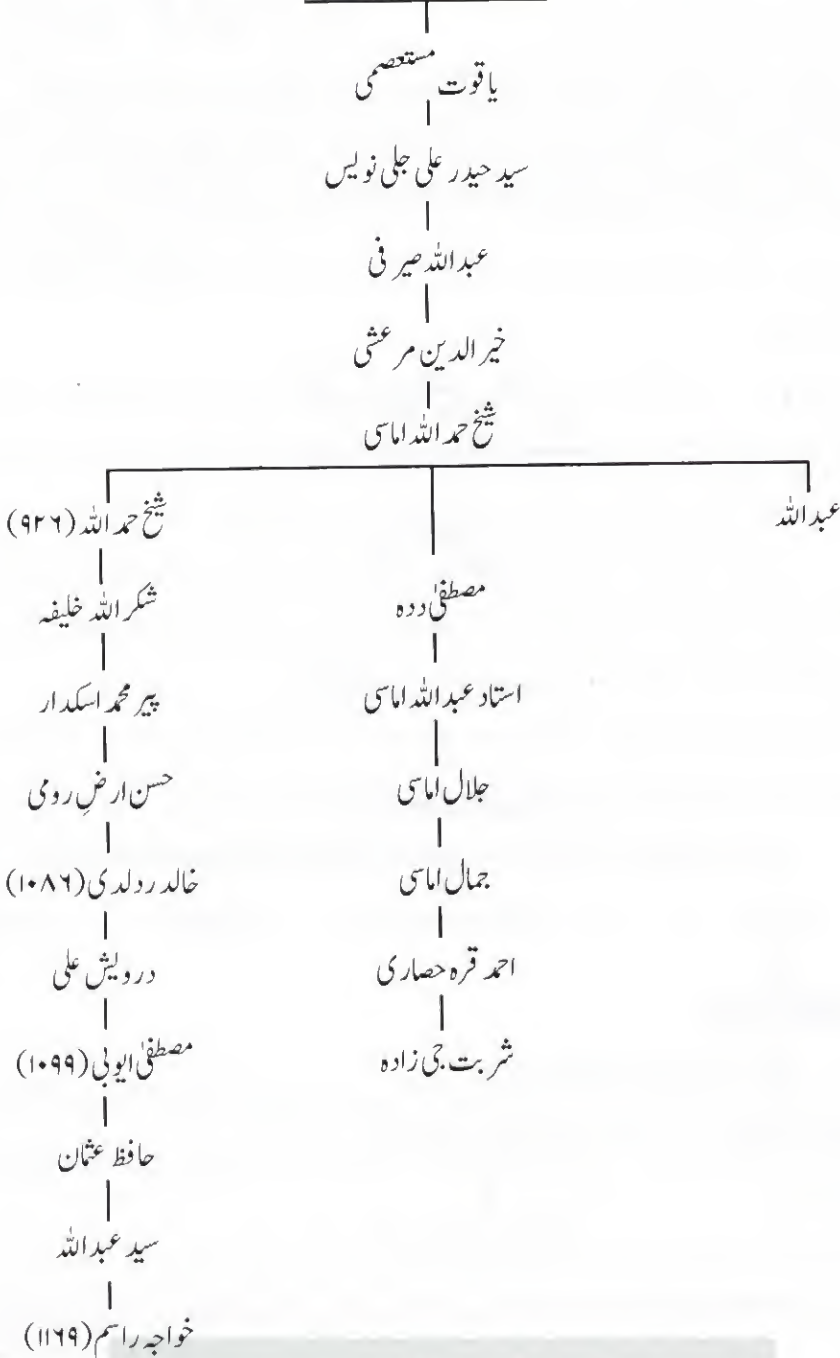 یاقوت مستعصمی
سید حیدر علی جلی نویس
عبداللہ صیرفی
خیر الدین مرعشی
شیخ حمد اللہ اماسی
عبداللہ
شیخ حمد اللہ (۹۲۶)
مصطفیٰ ددہ
شکر اللہ خلیفہ
استاد عبداللہ اماسی
پیر محمد اسکدار
جلال اماسی
حسن ارضِ رومی
جمال اماسی
خالد ردلدی (۱۰۸۶)
احمد قرہ حصاری
درویش علی
شربت جی زادہ
مصطفیٰ ایوبی (۱۰۹۹)
حافظ عثمان
سید عبداللہ
خواجہ راسم (۱۱۶۹)